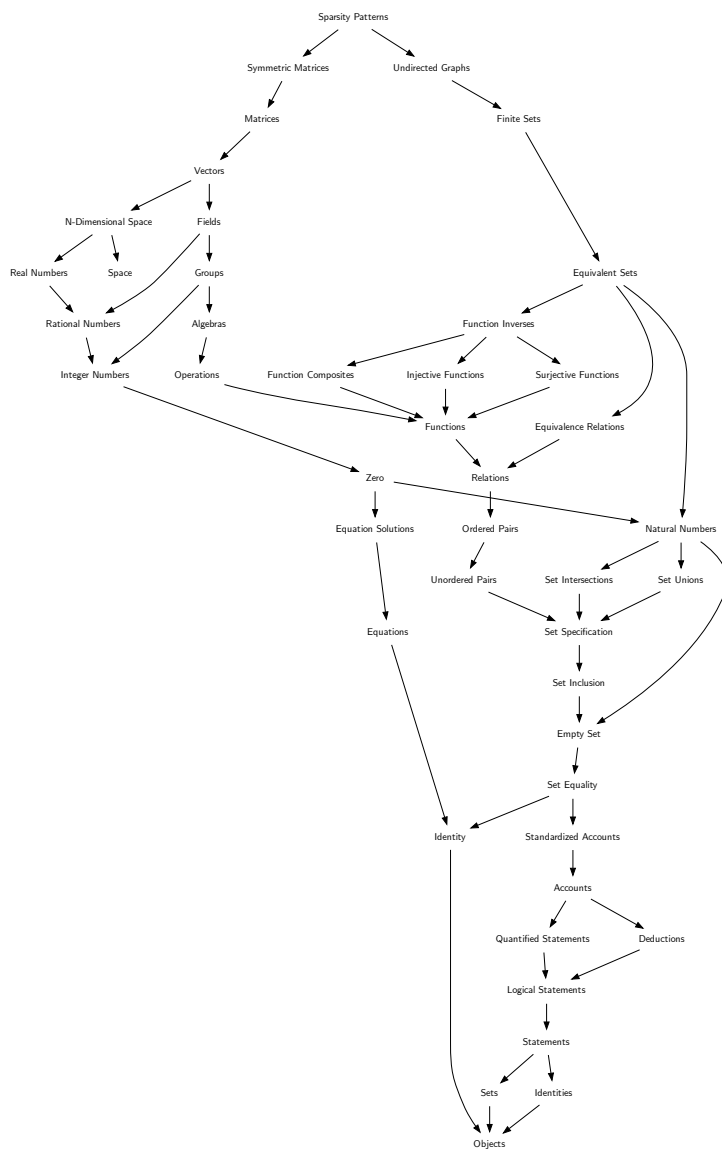 Sparsity Patterns
Symmetric Matrices
Undirected Graphs
Matrices
Finite Sets
Vectors
N-Dimensional Space
Fields
Real Numbers
Space
Groups
Equivalent Sets
Rational Numbers
Algebras
Function Inverses
Integer Numbers
Operations
Function Composites
Injective Functions
Surjective Functions
Functions
Equivalence Relations
Zero
Relations
Equation Solutions
Ordered Pairs
Natural Numbers
Unordered Pairs
Set Intersections
Set Unions
Equations
Set Specification
Set Inclusion
Empty Set
Set Equality
Identity
Standardized Accounts
Accounts
Quantified Statements
Deductions
Logical Statements
Statements
Sets
Identities
Objects